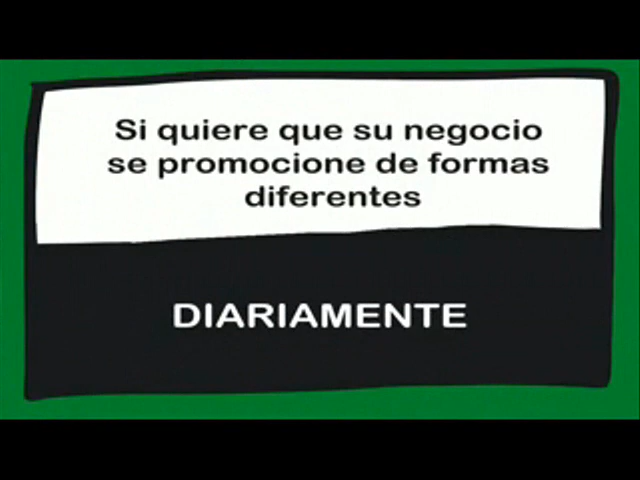 Si quiere que su negocio
se promocione de formas
diferentes
DIARIAMENTE